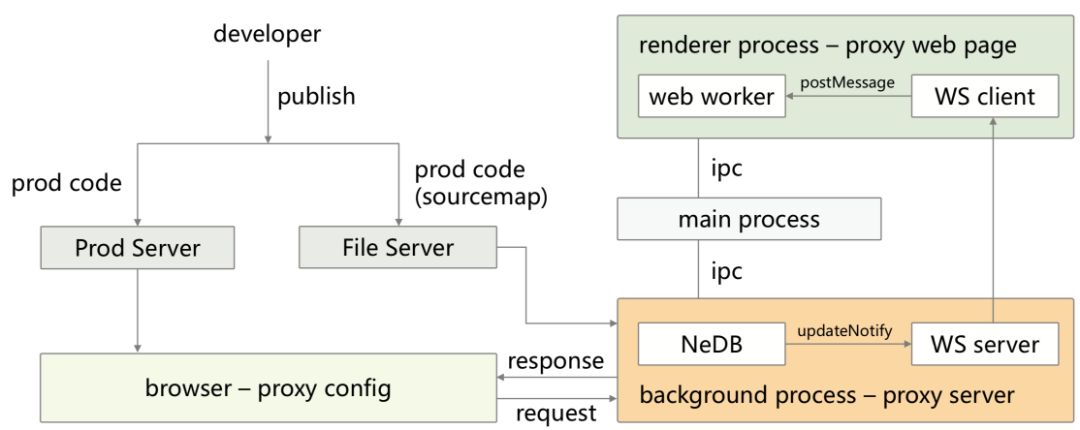 developer
publish
prod code
prod code
(sourcemap)
Prod Server
File Server
browser – proxy config
response
request
renderer process – proxy web page
web worker
postMessage
WS client
ipc
main process
ipc
NeDB
updateNotify
WS server
background process – proxy server